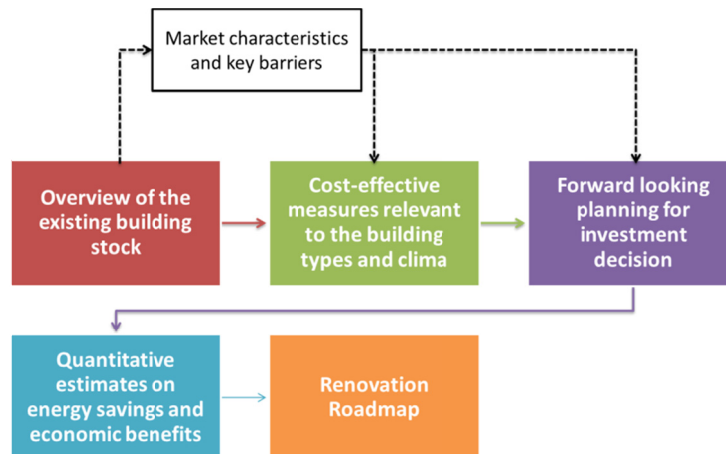 Market characteristics
and key barriers
Overview of the
existing building
stock
Cost-effective
measures relevant
to the building
types and clima
Forward looking
planning for
investment
decision
Quantitative
estimates on
energy savings and
economic benefits
Renovation
Roadmap